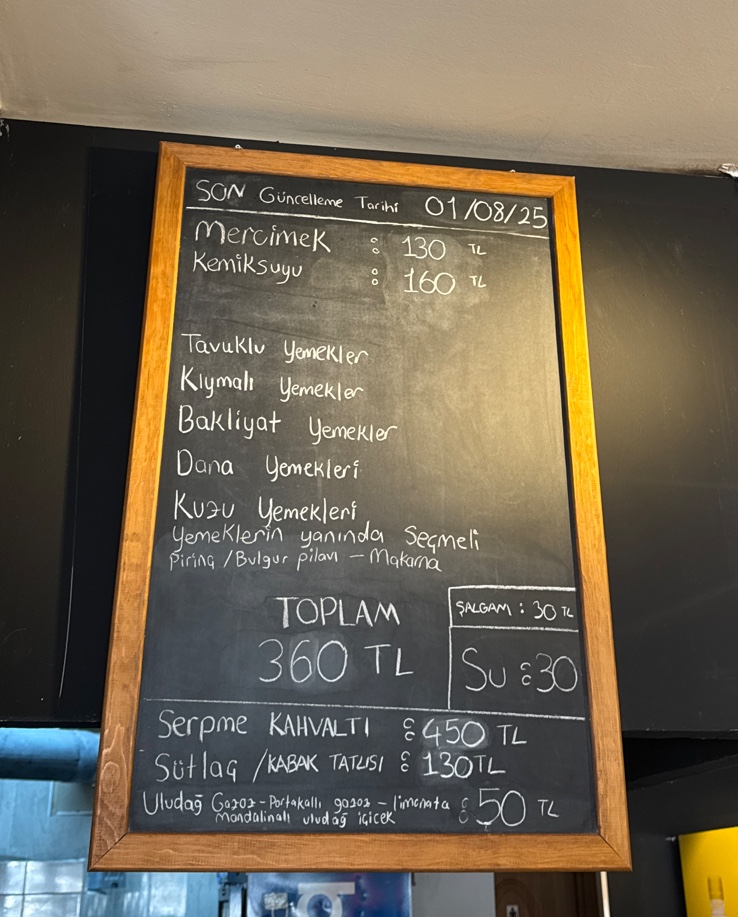 SON Güncelleme Tarihi 01/08/25
Mercimek : 130 TL
Kemiksuyu : 160 TL
Tavuklu yemekler
Kıymalı yemekler
Bakliyat yemekler
Dana yemekleri
Kuzu yemekleri
yemeklerin yanında seçmeli
Pirinç/Bulgur pilavı - Makarna
TOPLAM
360 TL
ŞALGAM : 30 TL
Su : 30
Serpme KAHVALTI : 450 TL
Sütlaç /KABAK TATLISI : 130TL
Uludağ Gazoz-Portakallı gazoz - limonata : 50 TL
mandalinalı uludağ içicek